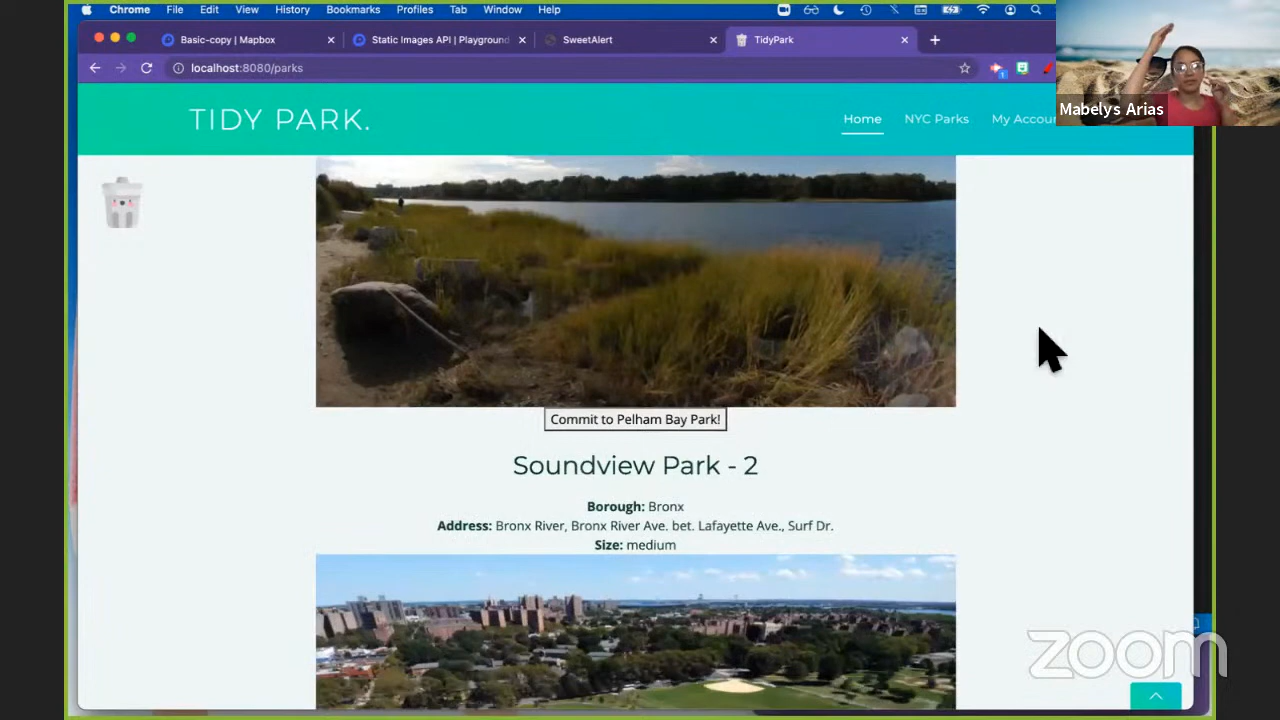 Chrome File Edit View History Bookmarks Profiles Tab Window Help
Basic-copy | Mapbox
Static Images API | Playground
SweetAlert
TidyPark
localhost:8080/parks
Mabelys Arias
TIDY PARK.
Home NYC Parks My Accou
Commit to Pelham Bay Park!
Soundview Park - 2
Borough: Bronx
Address: Bronx River, Bronx River Ave. bet. Lafayette Ave., Surf Dr.
Size: medium
zoom